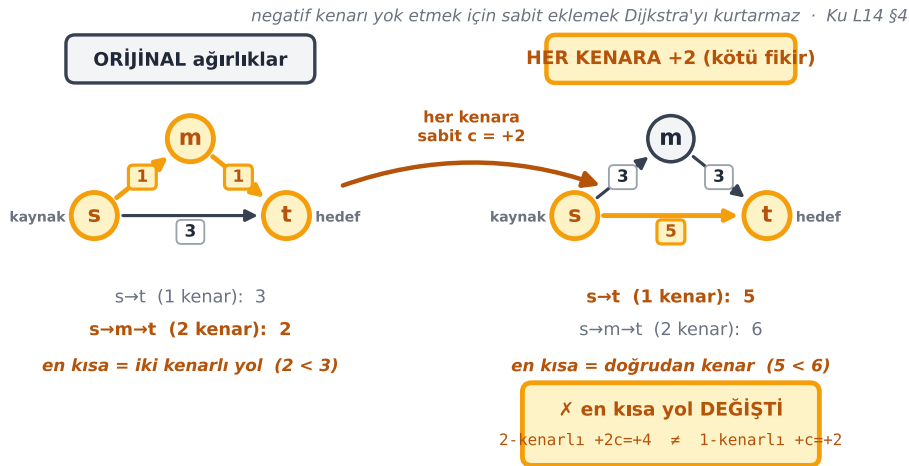 negatif kenarı yok etmek için sabit eklemek Dijkstra'yı kurtarmaz · Ku L14 §4
ORİJİNAL ağırlıklar
HER KENARA +2 (kötü fikir)
her kenara
sabit c = +2
m
1
1
kaynak
s
3
t
hedef
m
3
3
kaynak
s
5
t
hedef
s→t (1 kenar): 3
s→m→t (2 kenar): 2
en kısa = iki kenarlı yol (2 < 3)
s→t (1 kenar): 5
s→m→t (2 kenar): 6
en kısa = doğrudan kenar (5 < 6)
✗ en kısa yol DEĞİŞTİ
2-kenarlı +2c=+4 ≠ 1-kenarlı +c=+2